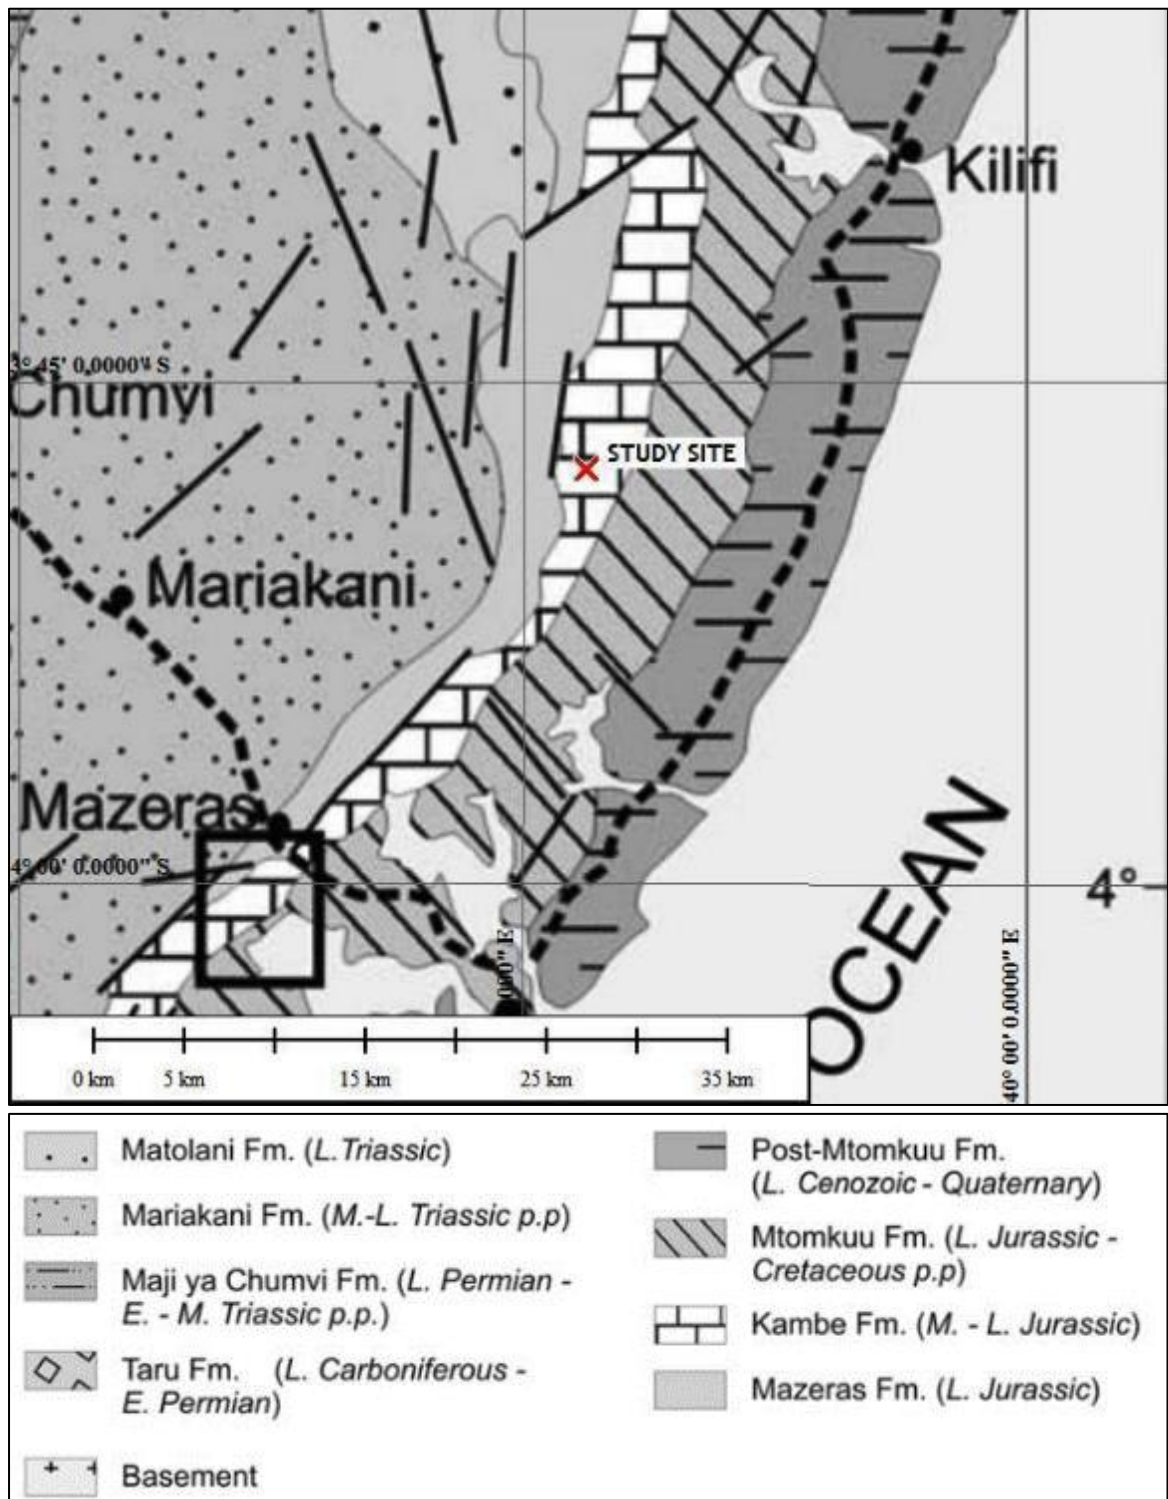 Kilifi
3° 45' 0.0000" S
Chumvi
STUDY SITE
Mariakani
Mazeras
4° 00' 0.0000" S
4°
OCEAN
000" E
40° 00' 0.0000" E
0 km 5 km 15 km 25 km 35 km
Matolani Fm. (L.Triassic)
Mariakani Fm. (M.-L. Triassic p.p)
Maji ya Chumvi Fm. (L. Permian -
E. - M. Triassic p.p.)
Taru Fm. (L. Carboniferous -
E. Permian)
Basement
Post-Mtomkuu Fm.
(L. Cenozoic - Quaternary)
Mtomkuu Fm. (L. Jurassic -
Cretaceous p.p)
Kambe Fm. (M. - L. Jurassic)
Mazeras Fm. (L. Jurassic)